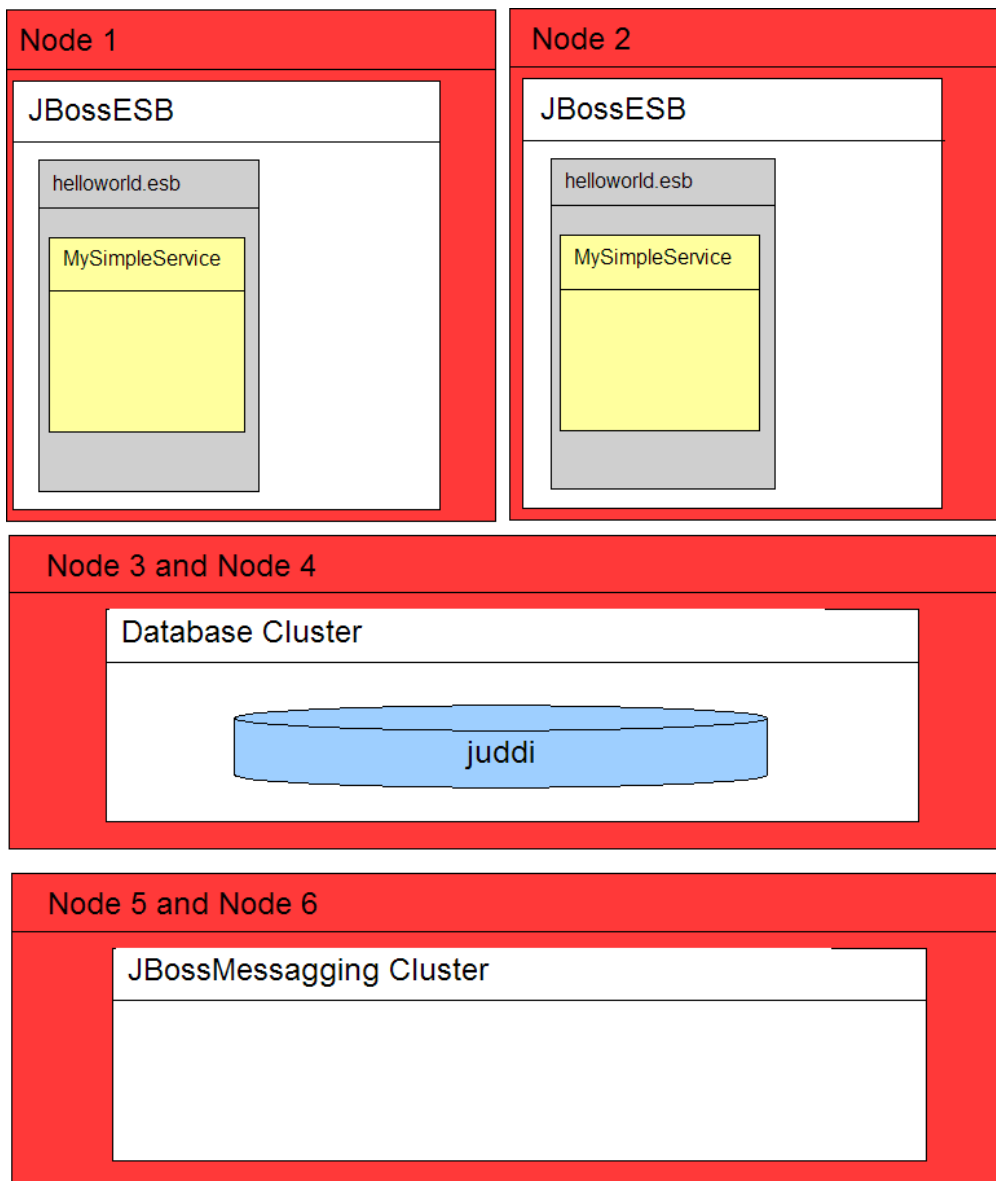 Node 1
JBossESB
helloworld.esb
MySimpleService
Node 2
JBossESB
helloworld.esb
MySimpleService
Node 3 and Node 4
Database Cluster
juddi
Node 5 and Node 6
JBossMessagging Cluster